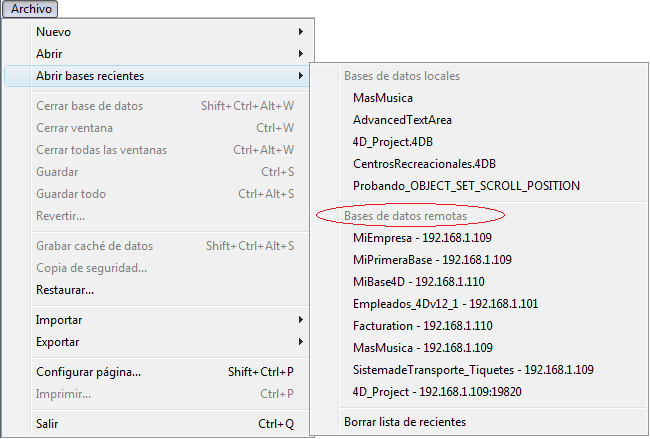 Archivo
Nuevo
Abrir
Abrir bases recientes
Cerrar base de datos Shift+Ctrl+Alt+W
Cerrar ventana Ctrl+W
Cerrar todas las ventanas Ctrl+Alt+W
Guardar Ctrl+S
Guardar todo Ctrl+Alt+S
Revertir...
Grabar caché de datos Shift+Ctrl+Alt+S
Copia de seguridad...
Restaurar...
Importar
Exportar
Configurar página... Shift+Ctrl+P
Imprimir... Ctrl+P
Salir Ctrl+Q
Bases de datos locales
MasMusica
AdvancedTextArea
4D_Project.4DB
CentrosRecreacionales.4DB
Probando_OBJECT_SET_SCROLL_POSITION
Bases de datos remotas
MiEmpresa - 192.168.1.109
MiPrimeraBase - 192.168.1.109
MiBase4D - 192.168.1.110
Empleados_4Dv12_1 - 192.168.1.101
Facturation - 192.168.1.110
MasMusica - 192.168.1.109
SistemadeTransporte_Tiquetes - 192.168.1.109
4D_Project - 192.168.1.109:19820
Borrar lista de recientes